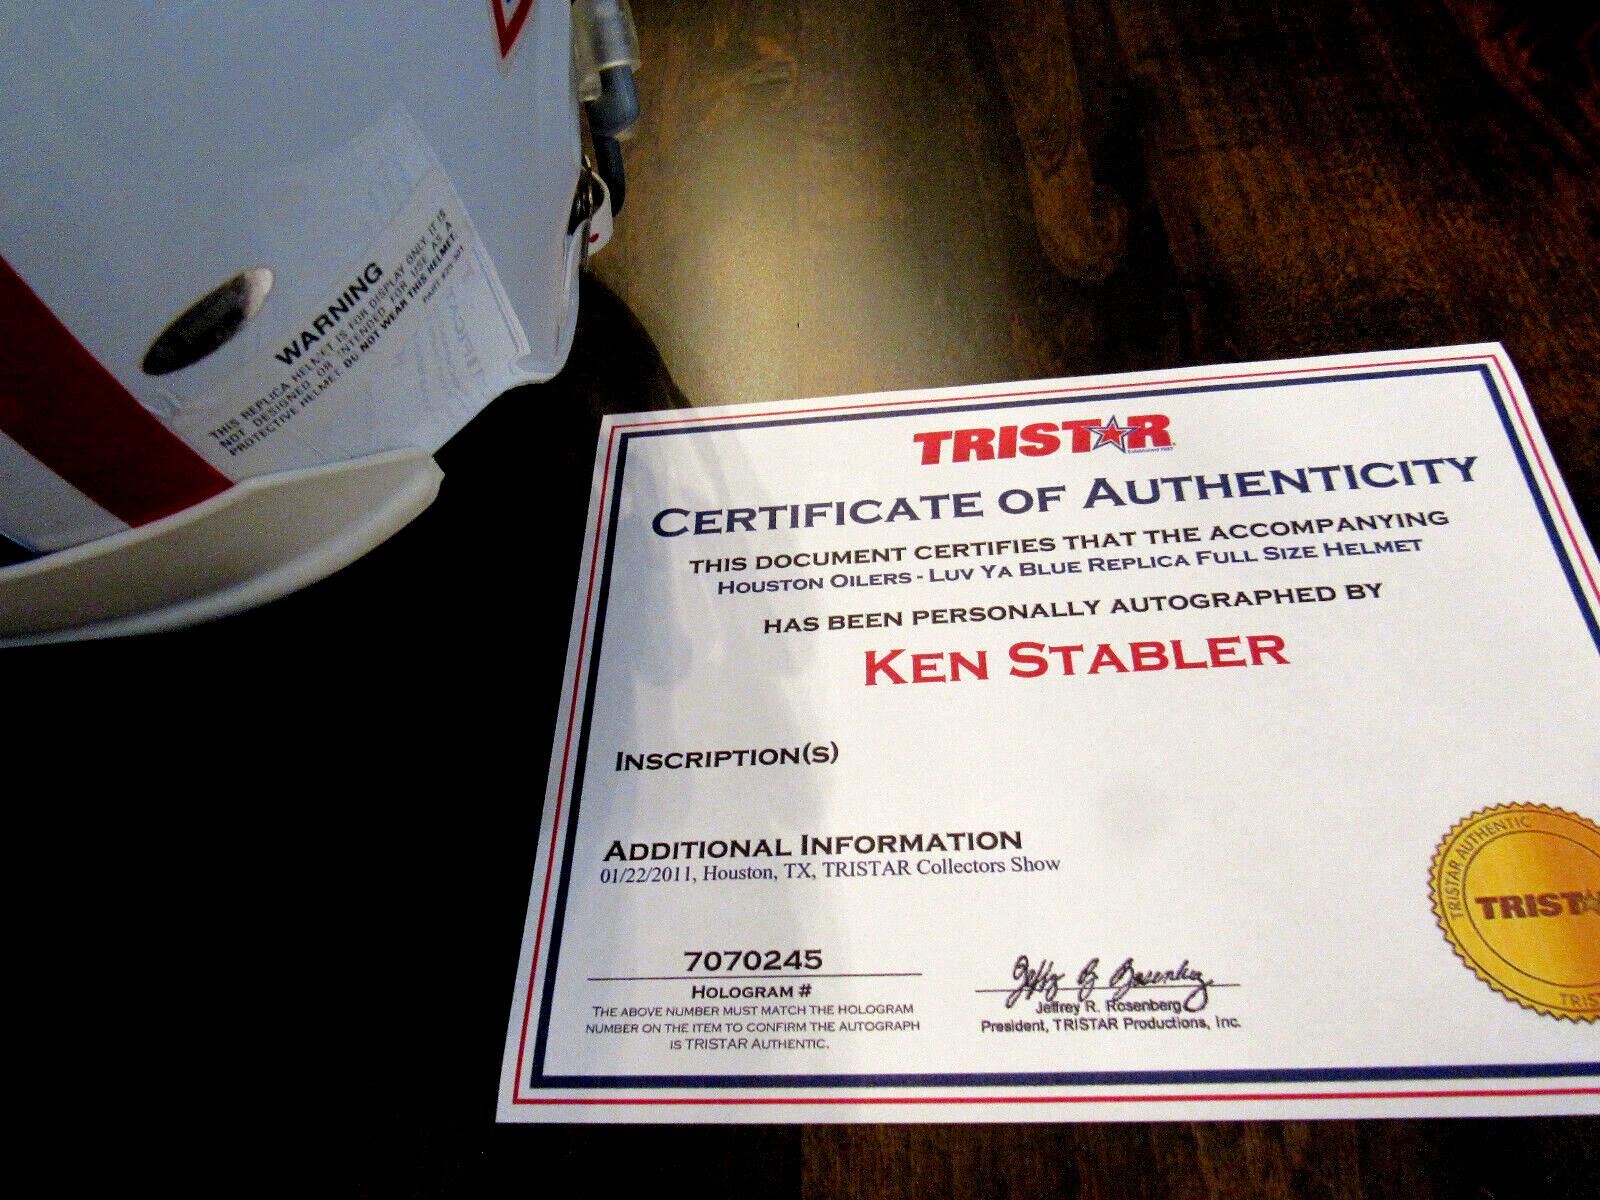 WARNING
THIS REPLICA HELMET IS FOR DISPLAY ONLY. IT IS
NOT DESIGNED OR INTENDED FOR USE AS A
PROTECTIVE HELMET. DO NOT WEAR THIS HELMET.
TRISTAR
CERTIFICATE OF AUTHENTICITY
THIS DOCUMENT CERTIFIES THAT THE ACCOMPANYING
HOUSTON OILERS - LUV YA BLUE REPLICA FULL SIZE HELMET
HAS BEEN PERSONALLY AUTOGRAPHED BY
KEN STABLER
INSCRIPTION(S)
ADDITIONAL INFORMATION
01/22/2011, Houston, TX, TRISTAR Collectors Show
7070245
HOLOGRAM #
THE ABOVE NUMBER MUST MATCH THE HOLOGRAM
NUMBER ON THE ITEM TO CONFIRM THE AUTOGRAPH
IS TRISTAR AUTHENTIC.
Jeffrey R. Rosenberg
President, TRISTAR Productions, Inc.
TRISTAR AUTHENTIC
TRIST
TRIS